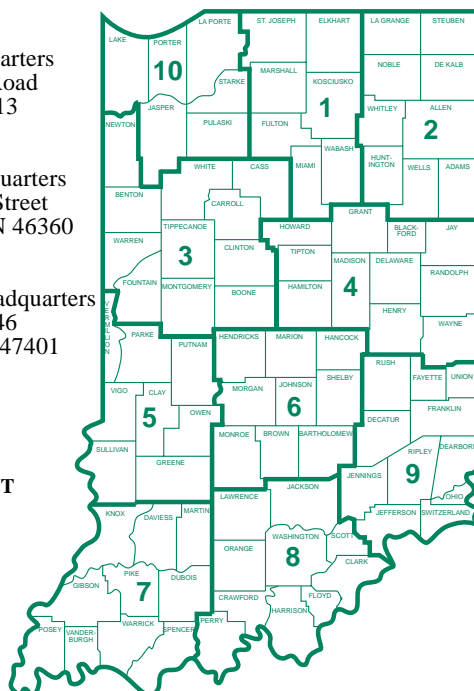 arters
Road
13
uarters
Street
N 46360
adquarters
46
47401
T
LA PORTE
ST. JOSEPH
ELKHART
LA GRANGE
STEUBEN
LAKE
PORTER
10
NOBLE
DE KALB
MARSHALL
STARKE
KOSCIUSKO
1
JASPER
NEWTON
PULASKI
FULTON
WHITLEY
ALLEN
2
WABASH
MIAMI
HUNT-
INGTON
WELLS
ADAMS
WHITE
CASS
BENTON
CARROLL
GRANT
HOWARD
BLACK-
FORD
JAY
TIPPECANOE
3
WARREN
CLINTON
TIPTON
MADISON
4
DELAWARE
RANDOLPH
FOUNTAIN
MONTGOMERY
BOONE
HAMILTON
HENRY
WAYNE
VERMILLION
PARKE
PUTNAM
HENDRICKS
MARION
HANCOCK
RUSH
FAYETTE
UNION
VIGO
CLAY
5
OWEN
MORGAN
JOHNSON
6
SHELBY
FRANKLIN
DECATUR
SULLIVAN
GREENE
MONROE
BROWN
BARTHOLOMEW
RIPLEY
9
DEARBORN
JENNINGS
OHIO
JEFFERSON
SWITZERLAND
JACKSON
LAWRENCE
KNOX
DAVIESS
MARTIN
ORANGE
WASHINGTON
8
SCOTT
CLARK
GIBSON
PIKE
7
DUBOIS
CRAWFORD
FLOYD
HARRISON
POSEY
VANDER-
BURGH
WARRICK
SPENCER
PERRY